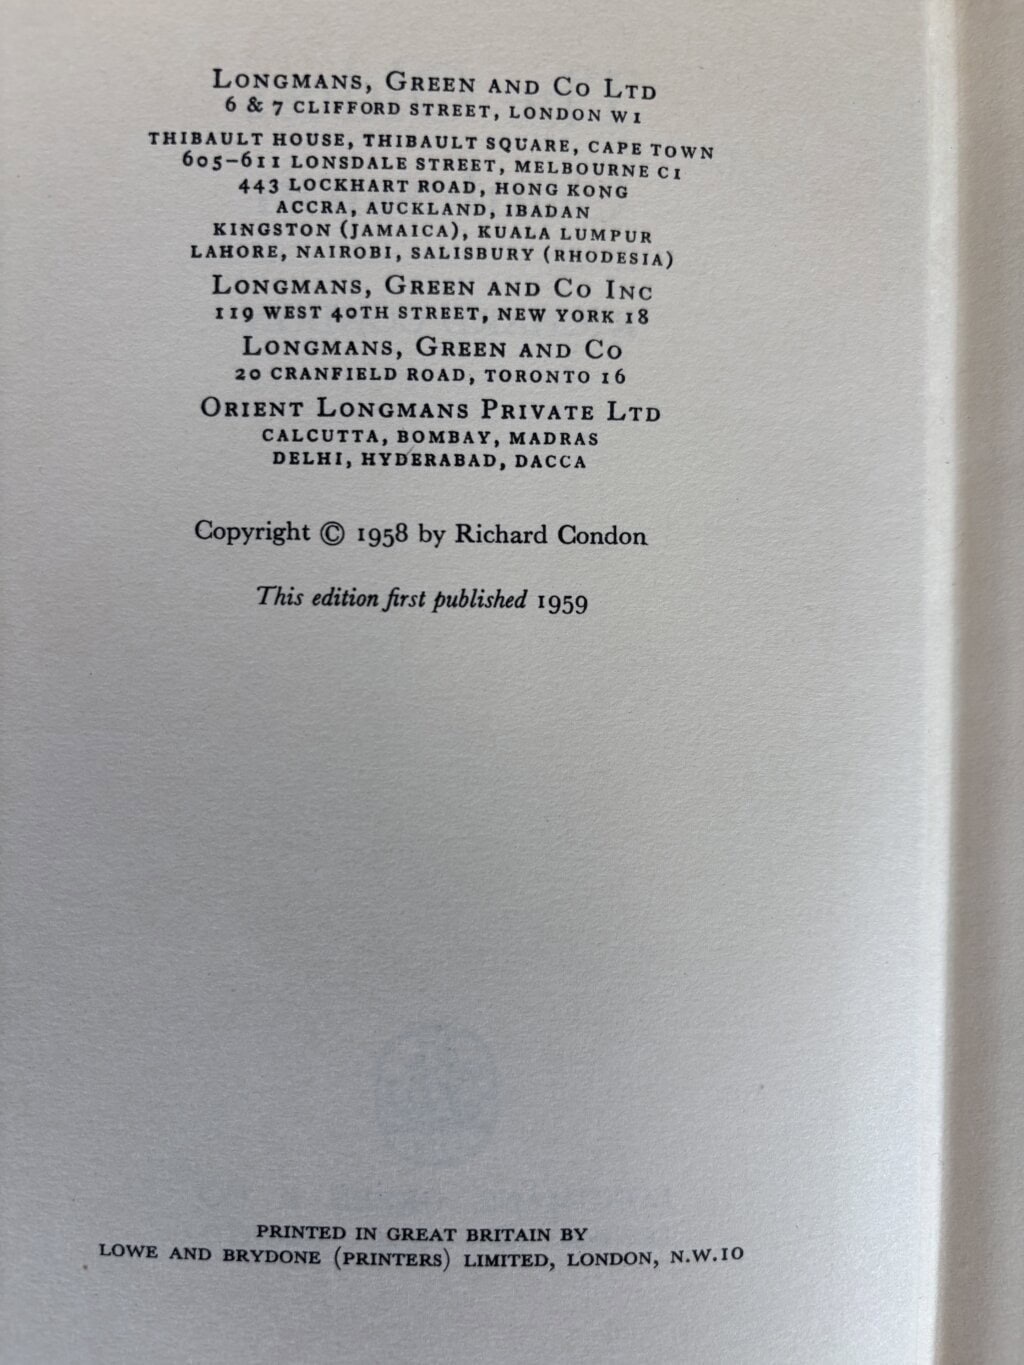 Longmans, Green and Co Ltd
6 & 7 CLIFFORD STREET, LONDON W1
THIBAULT HOUSE, THIBAULT SQUARE, CAPE TOWN
605–611 LONSDALE STREET, MELBOURNE C1
443 LOCKHART ROAD, HONG KONG
ACCRA, AUCKLAND, IBADAN
KINGSTON (JAMAICA), KUALA LUMPUR
LAHORE, NAIROBI, SALISBURY (RHODESIA)
Longmans, Green and Co Inc
119 WEST 40TH STREET, NEW YORK 18
Longmans, Green and Co
20 CRANFIELD ROAD, TORONTO 16
Orient Longmans Private Ltd
CALCUTTA, BOMBAY, MADRAS
DELHI, HYDERABAD, DACCA
Copyright © 1958 by Richard Condon
This edition first published 1959
PRINTED IN GREAT BRITAIN BY
LOWE AND BRYDONE (PRINTERS) LIMITED, LONDON, N.W.10